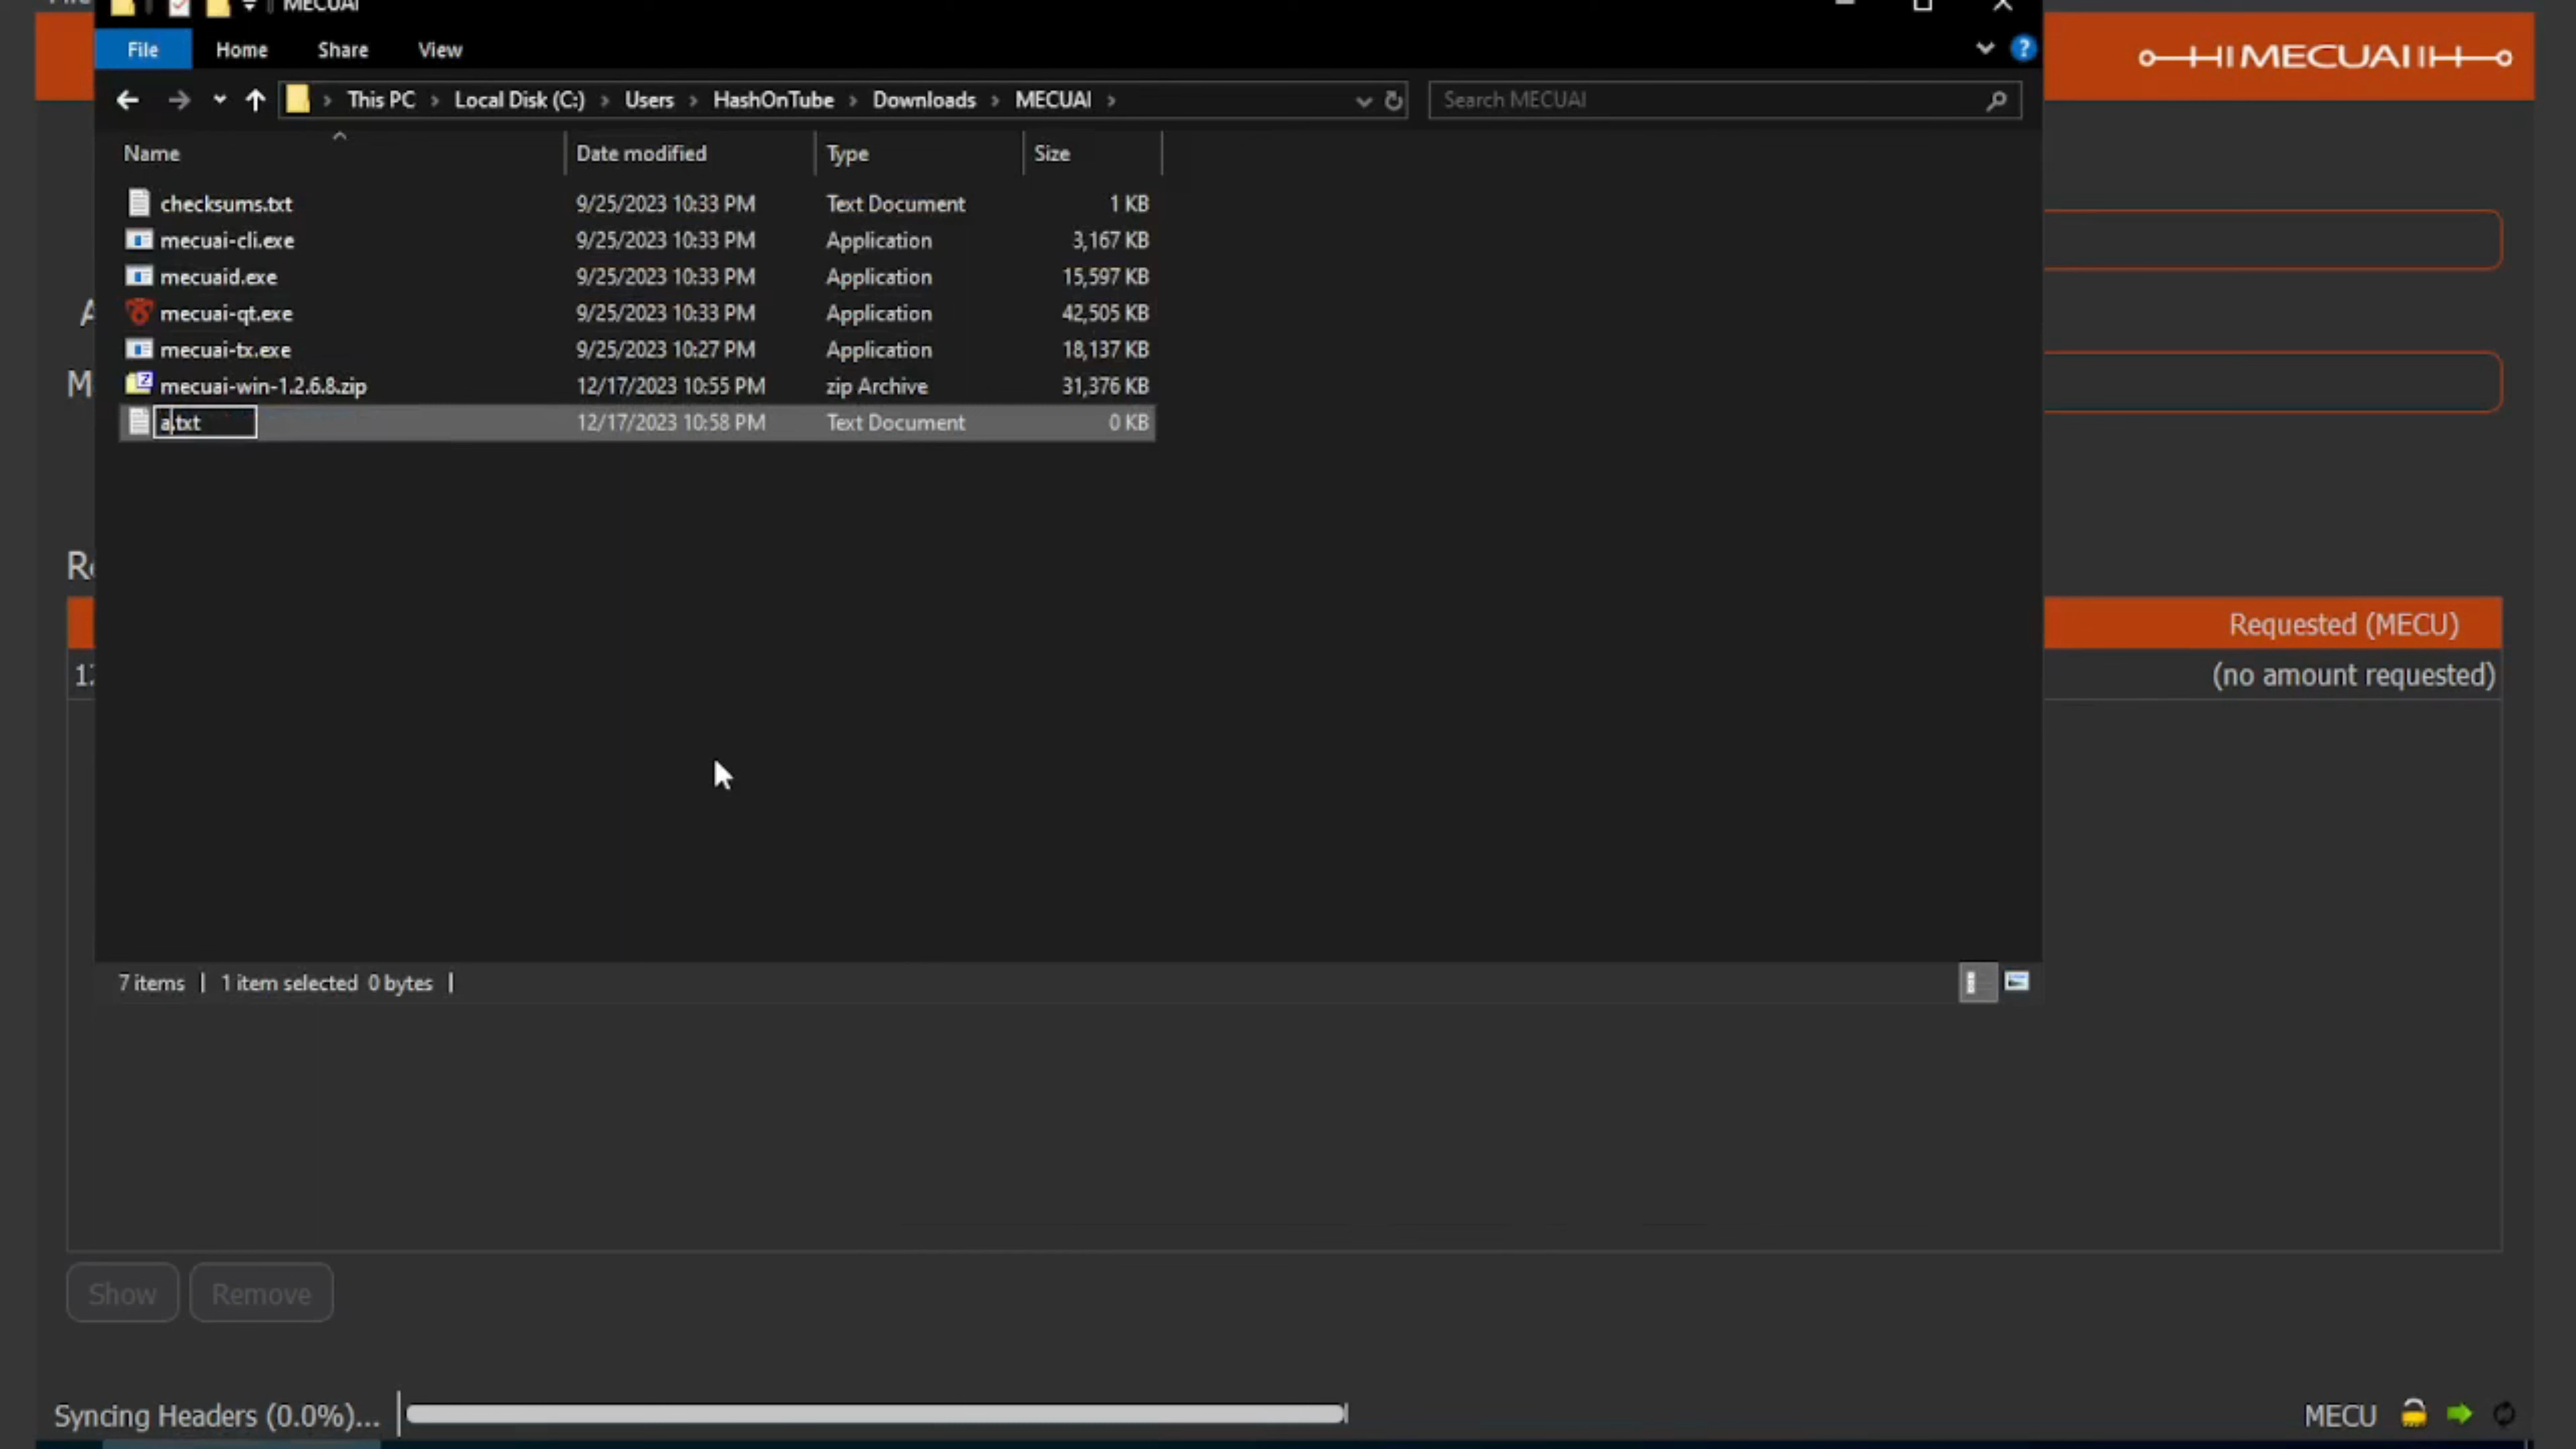 MECUAI
File Home Share View
HIMECUAIIH
This PC > Local Disk (C:) > Users > HashOnTube > Downloads > MECUAI >
Search MECUAI
Name Date modified Type Size
checksums.txt 9/25/2023 10:33 PM Text Document 1 KB
mecuai-cli.exe 9/25/2023 10:33 PM Application 3,167 KB
mecuaid.exe 9/25/2023 10:33 PM Application 15,597 KB
mecuai-qt.exe 9/25/2023 10:33 PM Application 42,505 KB
mecuai-tx.exe 9/25/2023 10:27 PM Application 18,137 KB
mecuai-win-1.2.6.8.zip 12/17/2023 10:55 PM zip Archive 31,376 KB
a.txt 12/17/2023 10:58 PM Text Document 0 KB
Requested (MECU)
(no amount requested)
7 items | 1 item selected 0 bytes |
Show Remove
Syncing Headers (0.0%)...
MECU